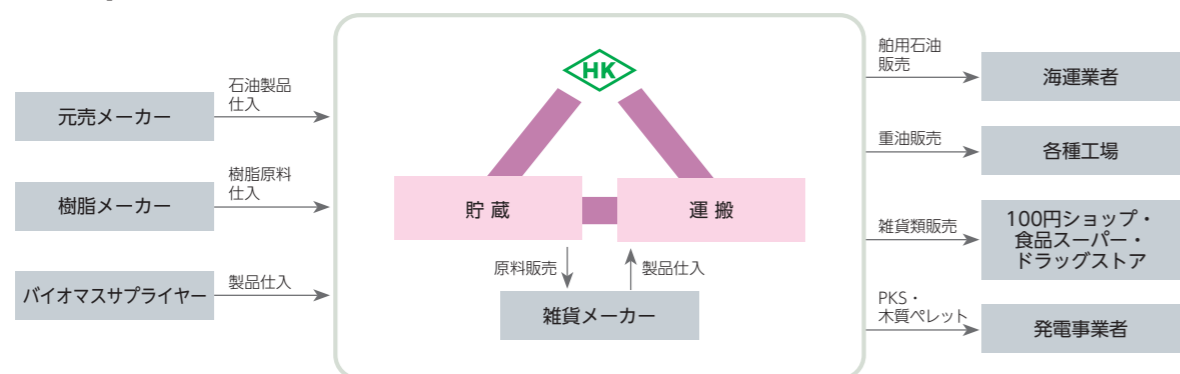 石油製品
仕入
元売メーカー
樹脂原料
仕入
樹脂メーカー
製品仕入
バイオマスサプライヤー
HK
貯蔵
運搬
原料販売
製品仕入
雑貨メーカー
舶用石油
販売
海運業者
重油販売
各種工場
雑貨類販売
100円ショップ・
食品スーパー・
ドラッグストア
PKS・
木質ペレット
発電事業者